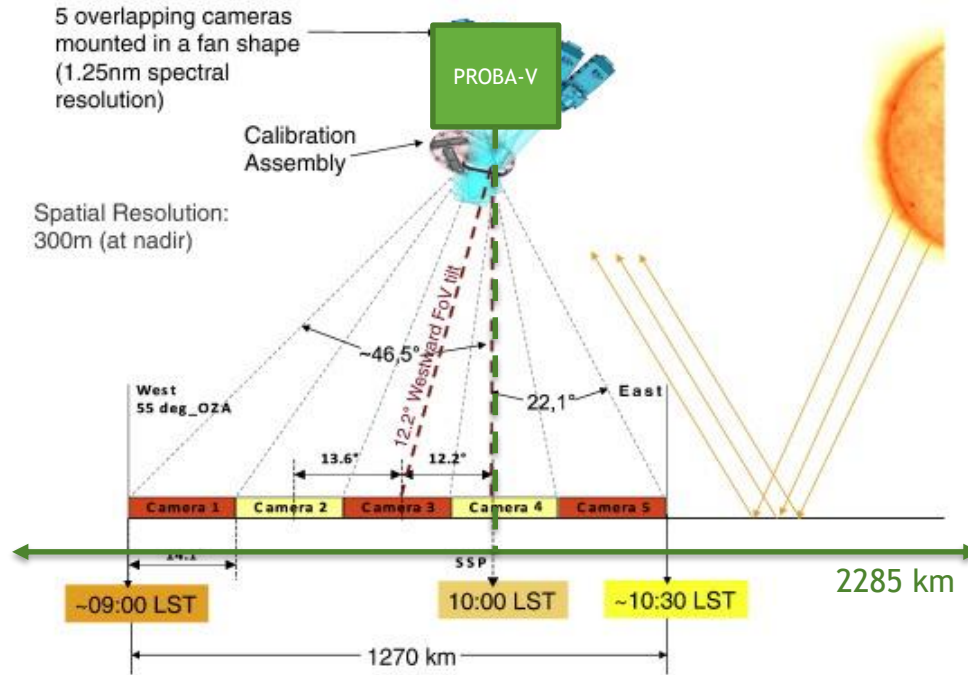 5 overlapping cameras
mounted in a fan shape
(1.25nm spectral
resolution)
PROBA-V
Calibration
Assembly
Spatial Resolution:
300m (at nadir)
12.2° Westward FoV tilt
~46,5°
22,1°
West
55 deg_OZA
East
13.6°
12.2°
Camera 1
Camera 2
Camera 3
Camera 4
Camera 5
14.1
SSP
2285 km
~09:00 LST
10:00 LST
~10:30 LST
1270 km